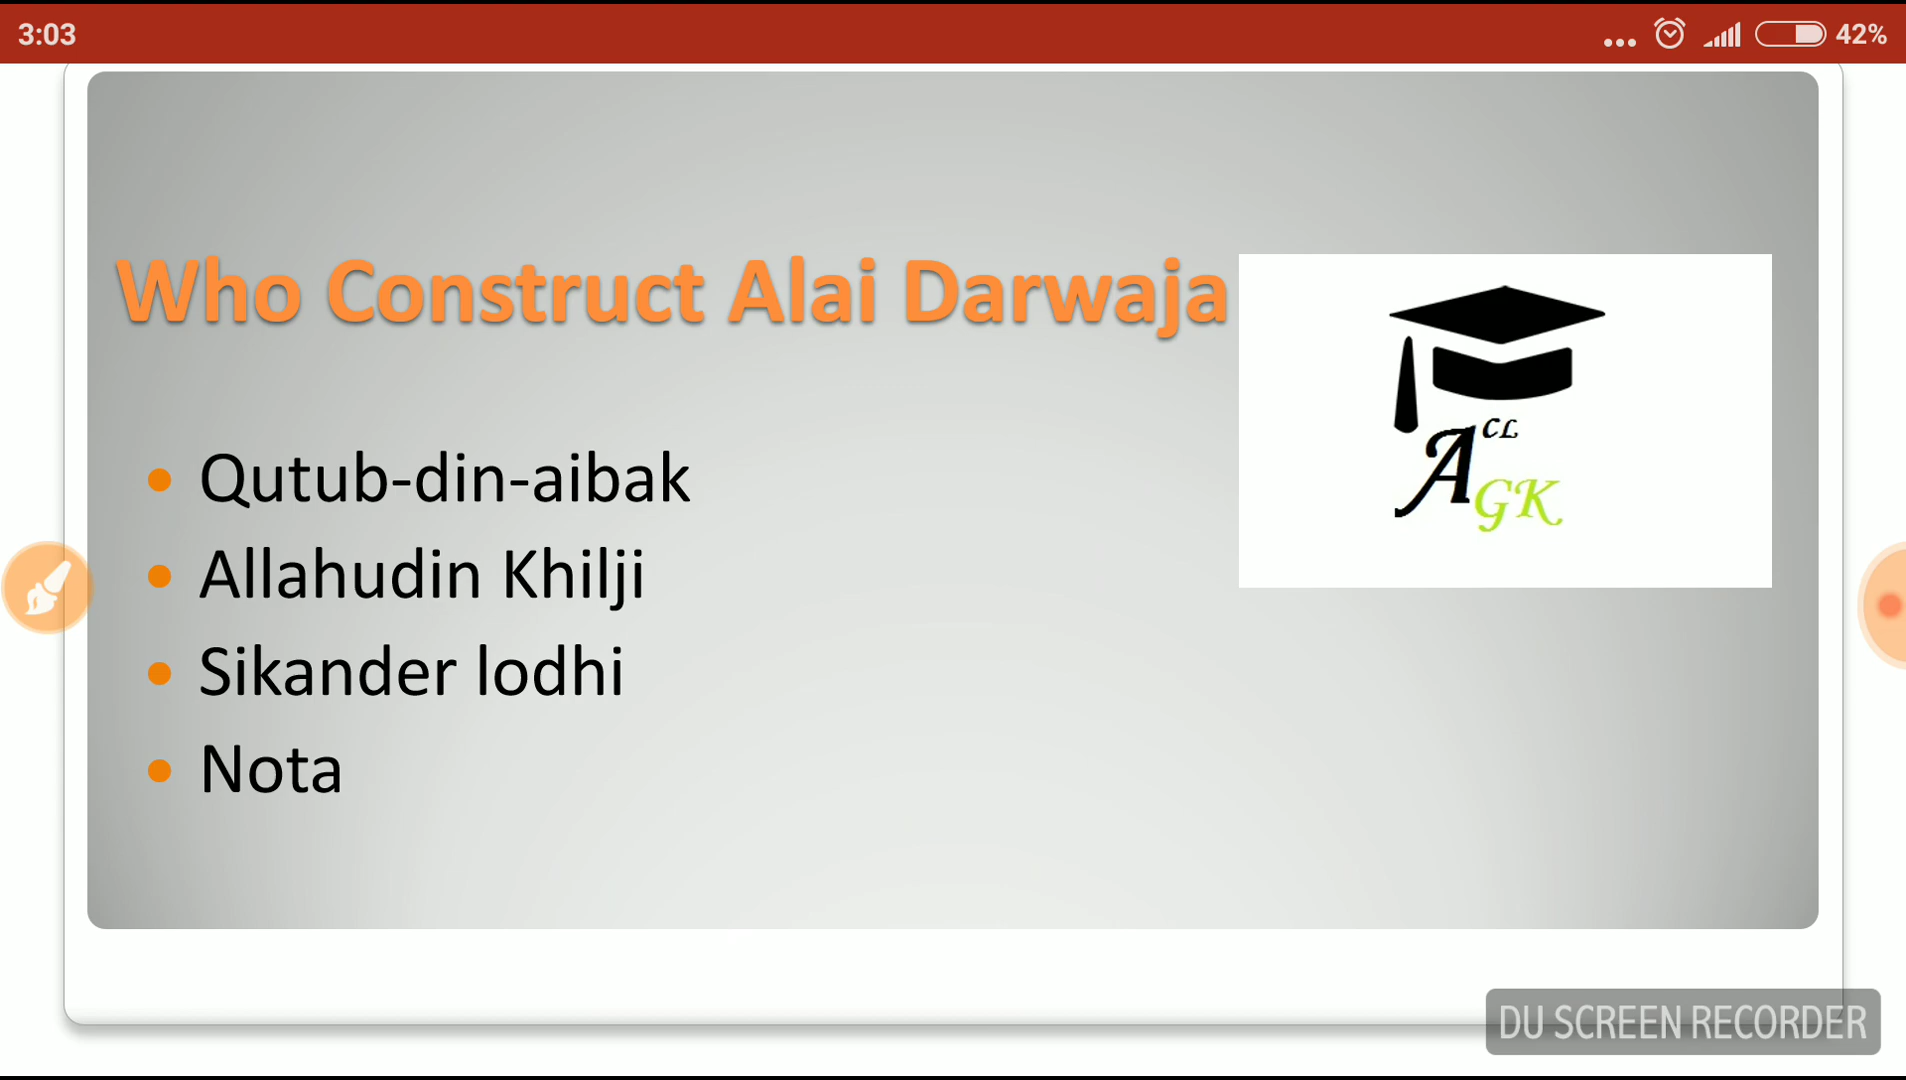 3:03
42%
Who Construct Alai Darwaja
CL
A
GK
Qutub-din-aibak
Allahudin Khilji
Sikander lodhi
Nota
DU SCREEN RECORDER